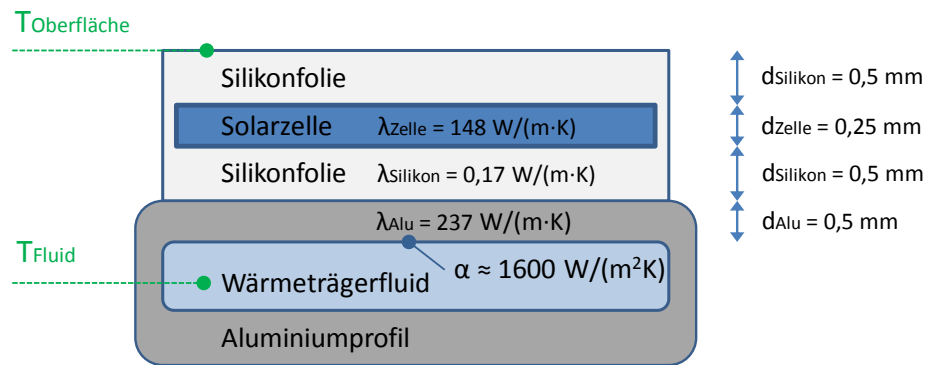 TOberfläche
Silikonfolie
dSilikon = 0,5 mm
Solarzelle λZelle = 148 W/(m·K)
dZelle = 0,25 mm
Silikonfolie λSilikon = 0,17 W/(m·K)
dSilikon = 0,5 mm
λAlu = 237 W/(m·K)
dAlu = 0,5 mm
TFluid
Wärmeträgerfluid
α ≈ 1600 W/(m²K)
Aluminiumprofil